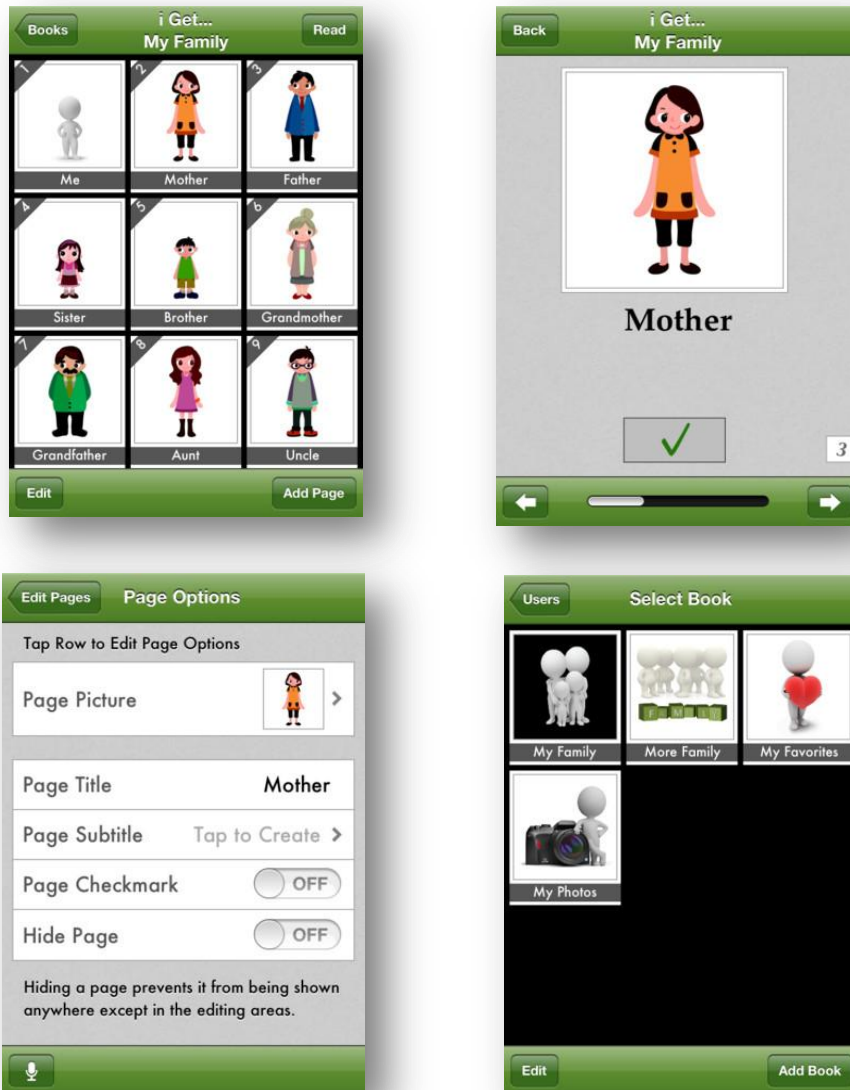 Books
i Get...
My Family
Read
1
2
3
Me
Mother
Father
4
5
6
Sister
Brother
Grandmother
7
8
9
Grandfather
Aunt
Uncle
Edit
Add Page
Back
i Get...
My Family
Mother
3
Edit Pages
Page Options
Tap Row to Edit Page Options
Page Picture
Page Title
Mother
Page Subtitle
Tap to Create
Page Checkmark
OFF
Hide Page
OFF
Hiding a page prevents it from being shown
anywhere except in the editing areas.
Users
Select Book
FAMILY
My Family
More Family
My Favorites
My Photos
Edit
Add Book